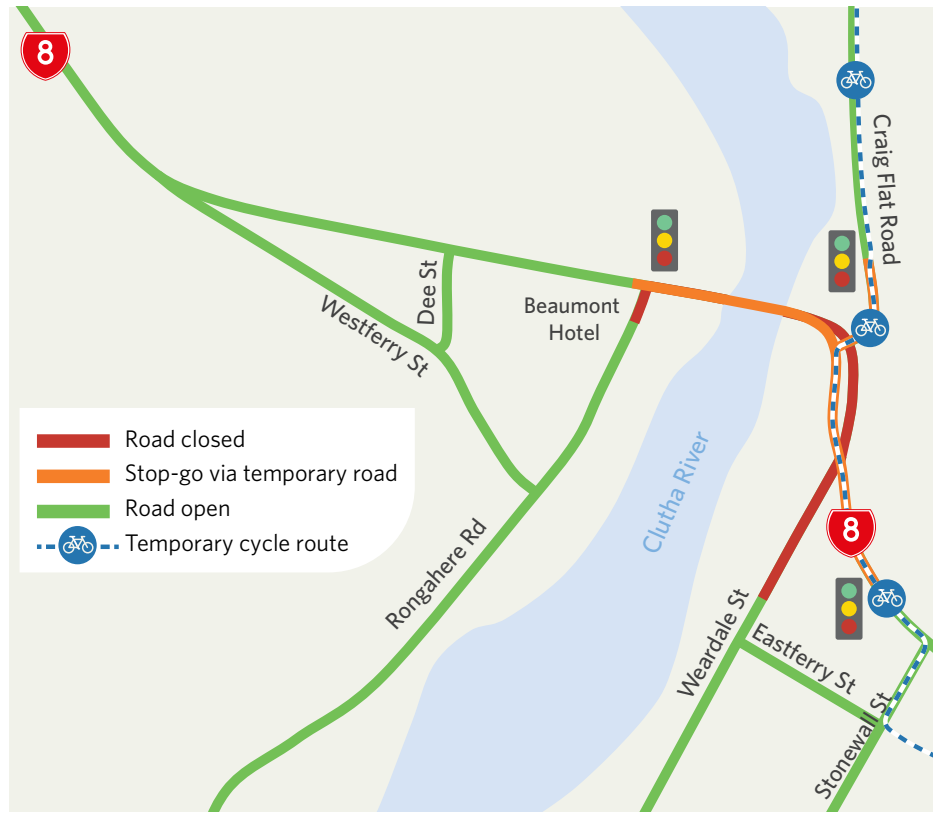 8
Craig Flat Road
Dee St
Beaumont
Hotel
Westferry St
Road closed
Stop-go via temporary road
Road open
Temporary cycle route
Clutha River
8
Rongahere Rd
Weardale St
Eastferry St
Stonewall St